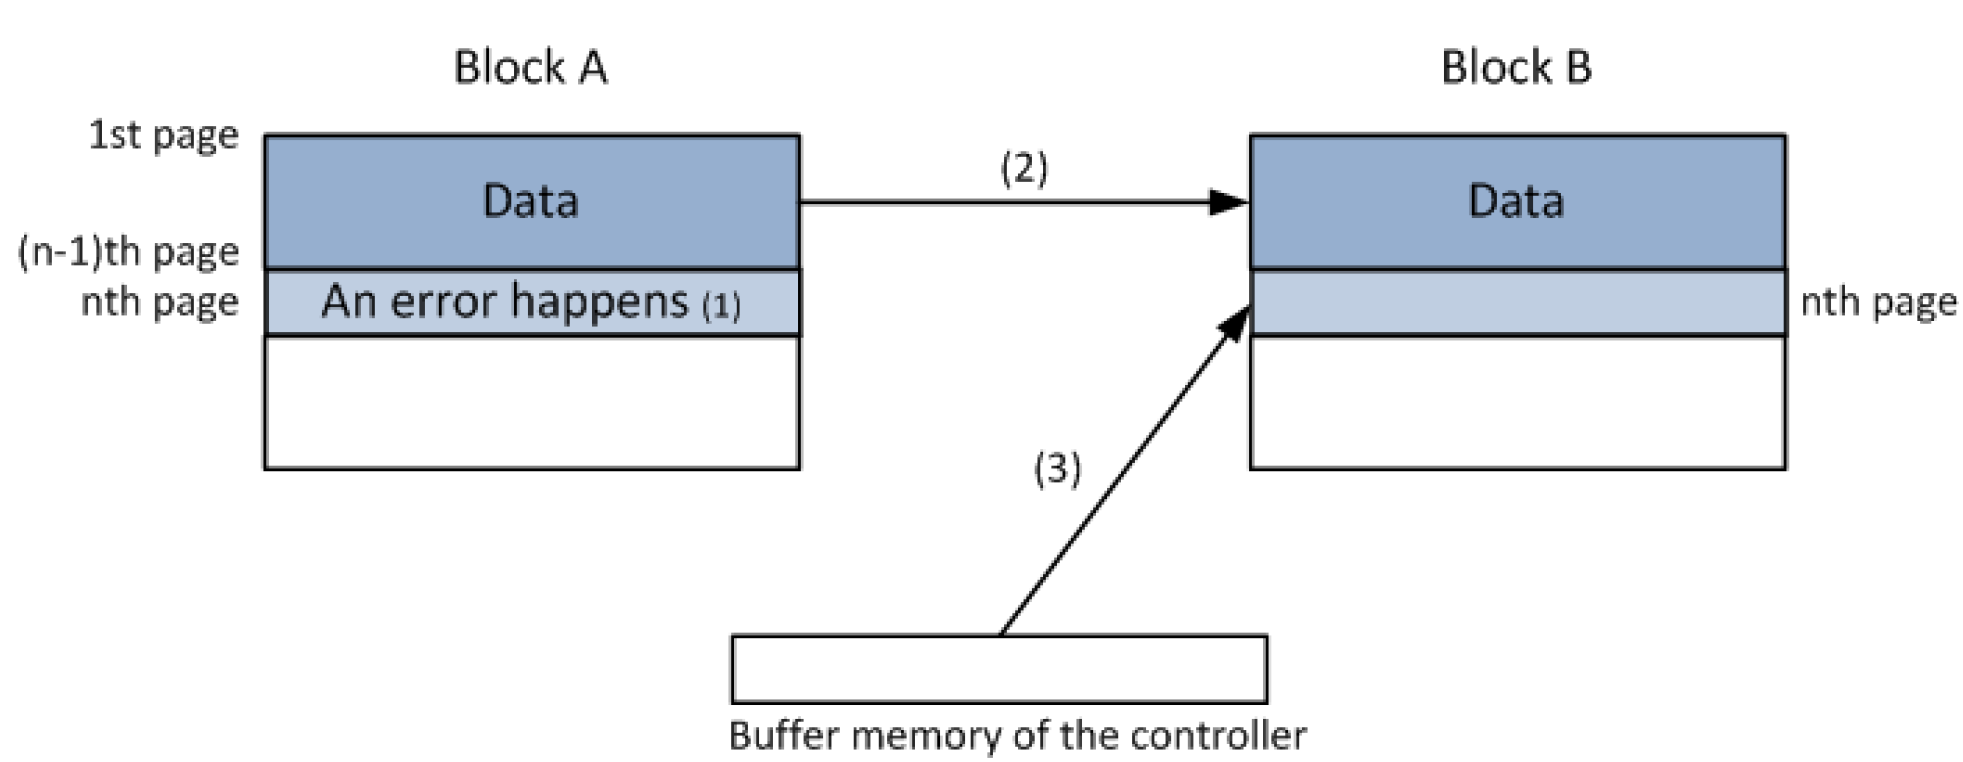 Block A
Block B
1st page
Data
(2)
Data
(n-1)th page
nth page
An error happens (1)
nth page
(3)
Buffer memory of the controller